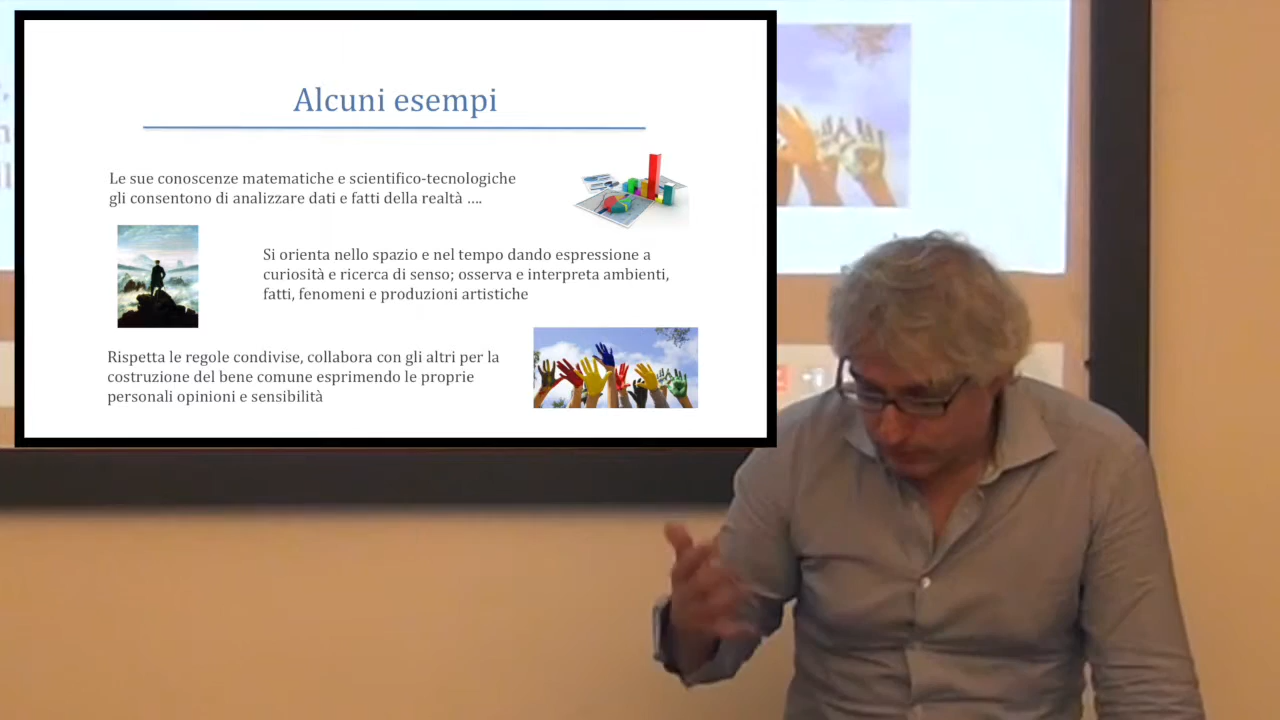 Alcuni esempi
Le sue conoscenze matematiche e scientifico-tecnologiche
gli consentono di analizzare dati e fatti della realtà ....
Si orienta nello spazio e nel tempo dando espressione a
curiosità e ricerca di senso; osserva e interpreta ambienti,
fatti, fenomeni e produzioni artistiche
Rispetta le regole condivise, collabora con gli altri per la
costruzione del bene comune esprimendo le proprie
personali opinioni e sensibilità